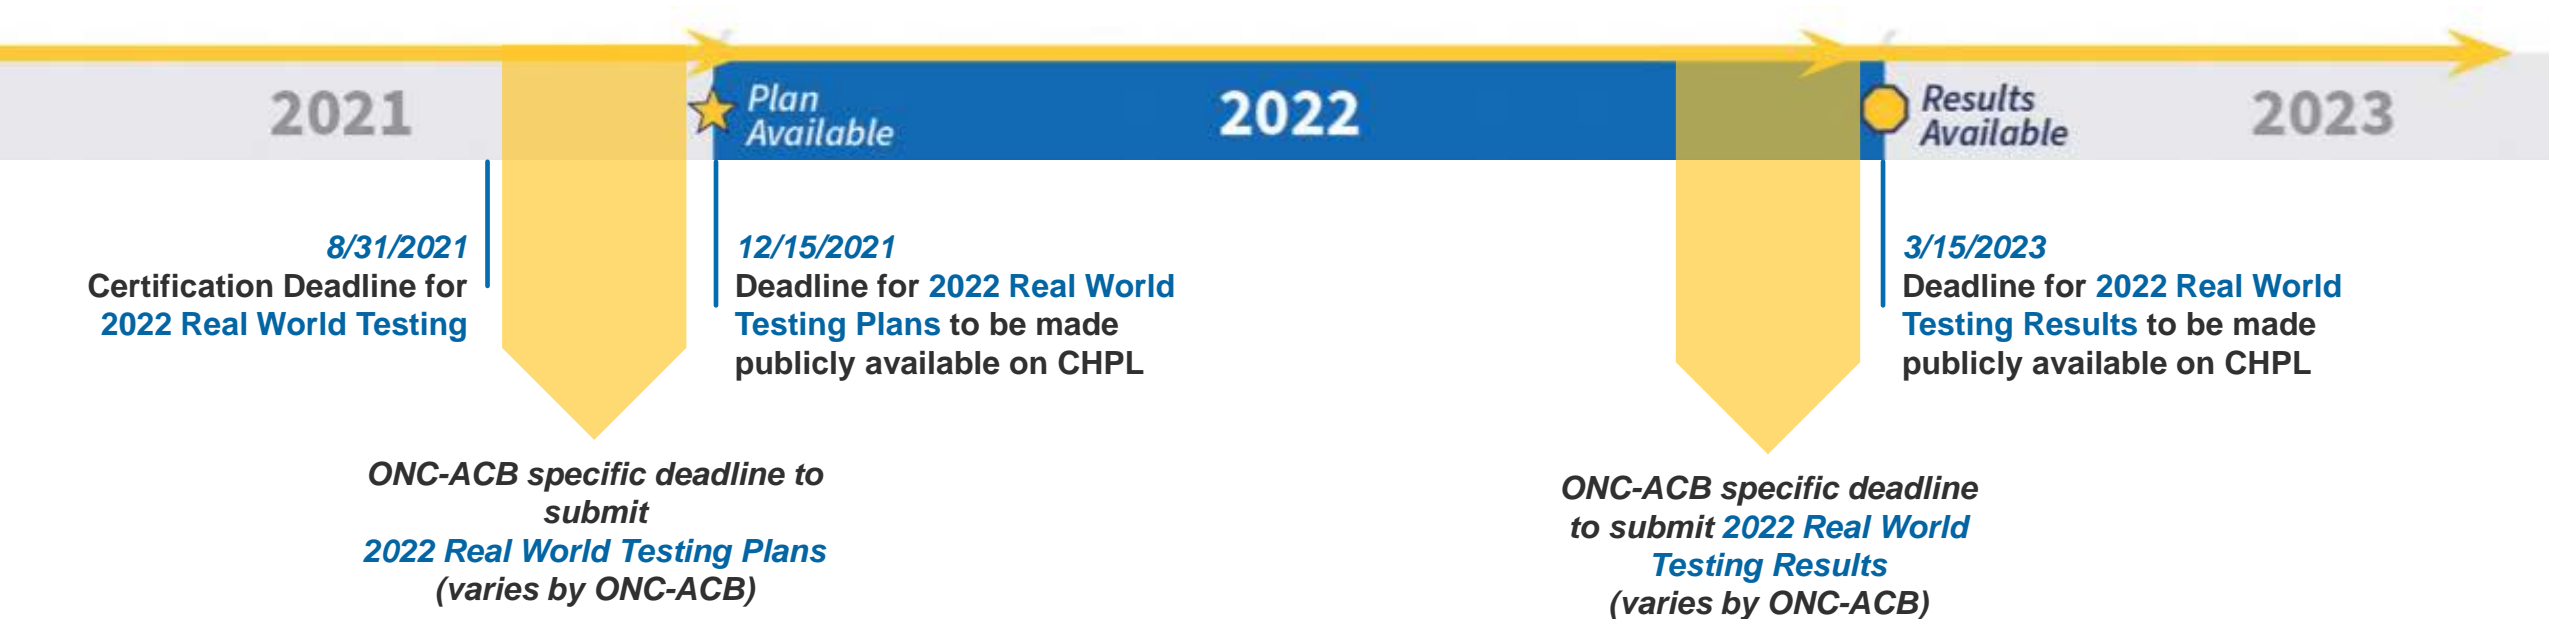 2021
Plan
Available
2022
Results
Available
2023
8/31/2021
Certification Deadline for
2022 Real World Testing
12/15/2021
Deadline for 2022 Real World
Testing Plans to be made
publicly available on CHPL
3/15/2023
Deadline for 2022 Real World
Testing Results to be made
publicly available on CHPL
ONC-ACB specific deadline to
submit
2022 Real World Testing Plans
(varies by ONC-ACB)
ONC-ACB specific deadline
to submit 2022 Real World
Testing Results
(varies by ONC-ACB)